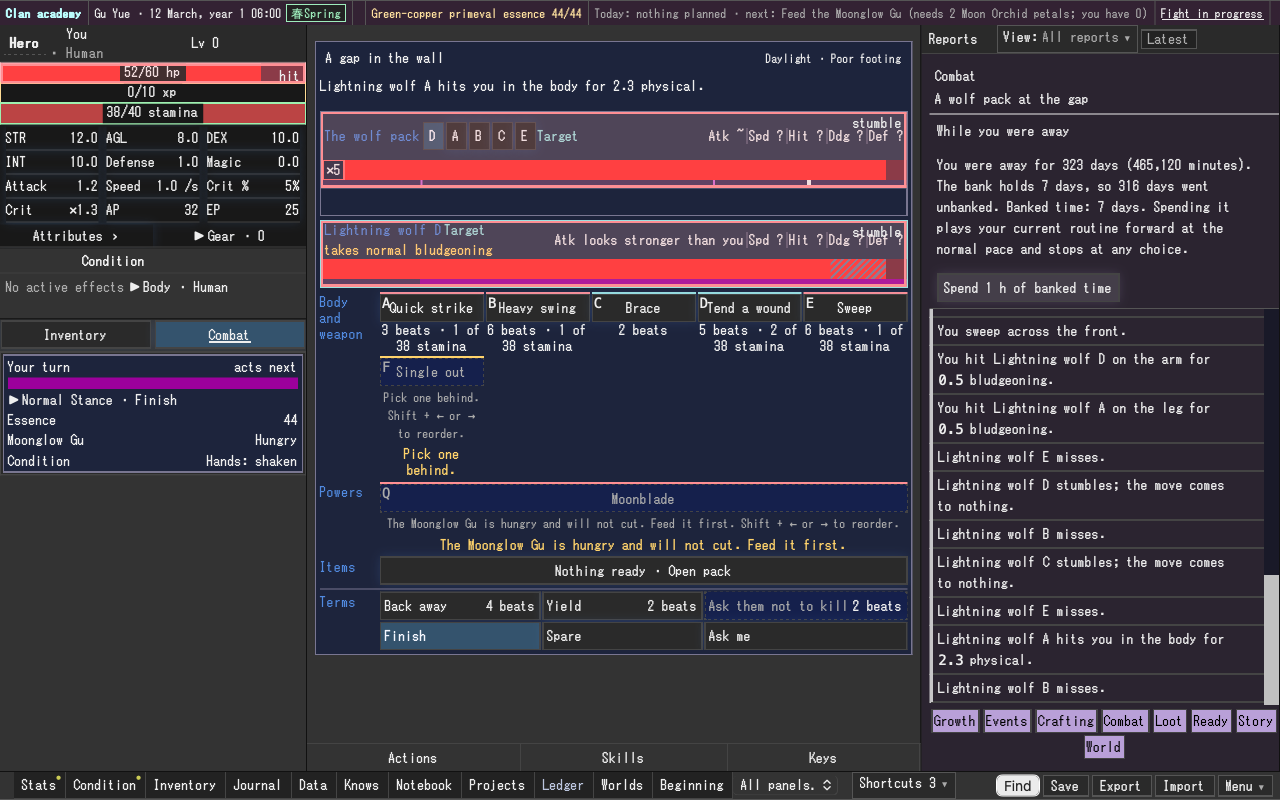 Clan academy
Gu Yue · 12 March, year 1 06:00 春Spring
Green-copper primeval essence 44/44
Today: nothing planned · next: Feed the Moonglow Gu (needs 2 Moon Orchid petals; you have 0)
Fight in progress
Hero
You
· Human
Lv 0
52/60 hp
hit
0/10 xp
38/40 stamina
STR 12.0 AGL 8.0 DEX 10.0
INT 10.0 Defense 1.0 Magic 0.0
Attack 1.2 Speed 1.0 /s Crit % 5%
Crit ×1.3 AP 32 EP 25
Attributes ›
▶Gear · 0
Condition
No active effects ▶Body · Human
Inventory
Combat
Your turn acts next
▶Normal Stance · Finish
Essence 44
Moonglow Gu Hungry
Condition Hands: shaken
A gap in the wall
Daylight · Poor footing
Lightning wolf A hits you in the body for 2.3 physical.
stumble
The wolf pack D A B C E Target
Atk ~ Spd ? Hit ? Ddg ? Def ?
×5
Lightning wolf D Target
stumble
takes normal bludgeoning
Atk looks stronger than you Spd ? Hit ? Ddg ? Def ?
Body and weapon
A Quick strike
3 beats · 1 of 38 stamina
B Heavy swing
6 beats · 1 of 38 stamina
C Brace
2 beats
D Tend a wound
5 beats · 2 of 38 stamina
E Sweep
6 beats · 1 of 38 stamina
F Single out
Pick one behind.
Shift + ← or →
to reorder.
Pick one
behind.
Powers
Q Moonblade
The Moonglow Gu is hungry and will not cut. Feed it first. Shift + ← or → to reorder.
The Moonglow Gu is hungry and will not cut. Feed it first.
Items
Nothing ready · Open pack
Terms
Back away 4 beats
Yield 2 beats
Ask them not to kill 2 beats
Finish
Spare
Ask me
Actions
Skills
Keys
Reports
View: All reports ▾
Latest
Combat
A wolf pack at the gap
While you were away
You were away for 323 days (465,120 minutes).
The bank holds 7 days, so 316 days went
unbanked. Banked time: 7 days. Spending it
plays your current routine forward at the
normal pace and stops at any choice.
Spend 1 h of banked time
You sweep across the front.
You hit Lightning wolf D on the arm for
0.5 bludgeoning.
You hit Lightning wolf A on the leg for
0.5 bludgeoning.
Lightning wolf E misses.
Lightning wolf D stumbles; the move comes
to nothing.
Lightning wolf B misses.
Lightning wolf C stumbles; the move comes
to nothing.
Lightning wolf E misses.
Lightning wolf A hits you in the body for
2.3 physical.
Lightning wolf B misses.
Growth Events Crafting Combat Loot Ready Story
World
Stats Condition Inventory Journal Data Knows Notebook Projects Ledger Worlds Beginning All panels. Shortcuts 3 ▾ Find Save Export Import Menu ▾